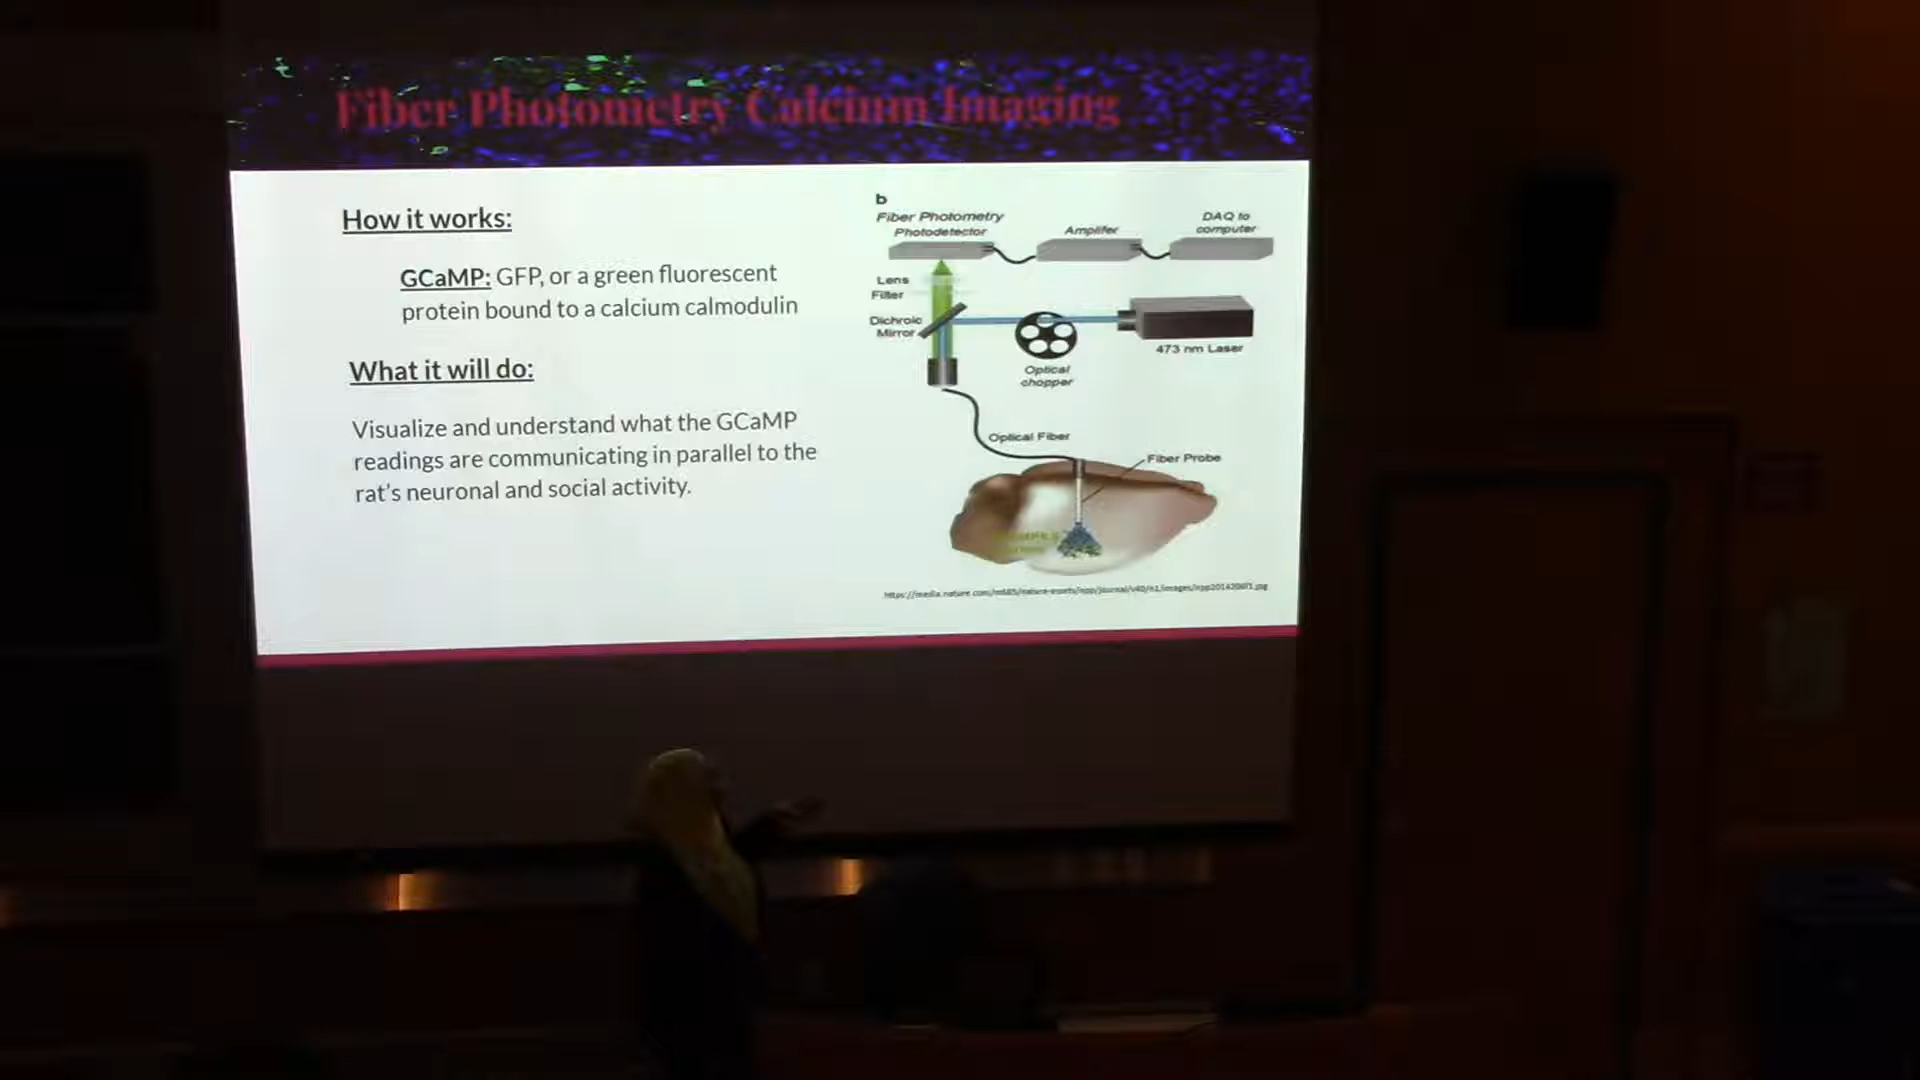 Fiber Photometry Calcium Imaging
How it works:
GCaMP: GFP, or a green fluorescent
protein bound to a calcium calmodulin
What it will do:
Visualize and understand what the GCaMP
readings are communicating in parallel to the
rat's neuronal and social activity.
b
Fiber Photometry
Photodetector
Amplifer
DAQ to
computer
Lens
Filter
Dichroic
Mirror
473 nm Laser
Optical
chopper
Optical Fiber
Fiber Probe